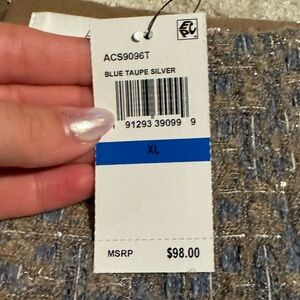 ACS9096T
BLUE TAUPE SILVER
91293 39099 9
XL
MSRP $98.00